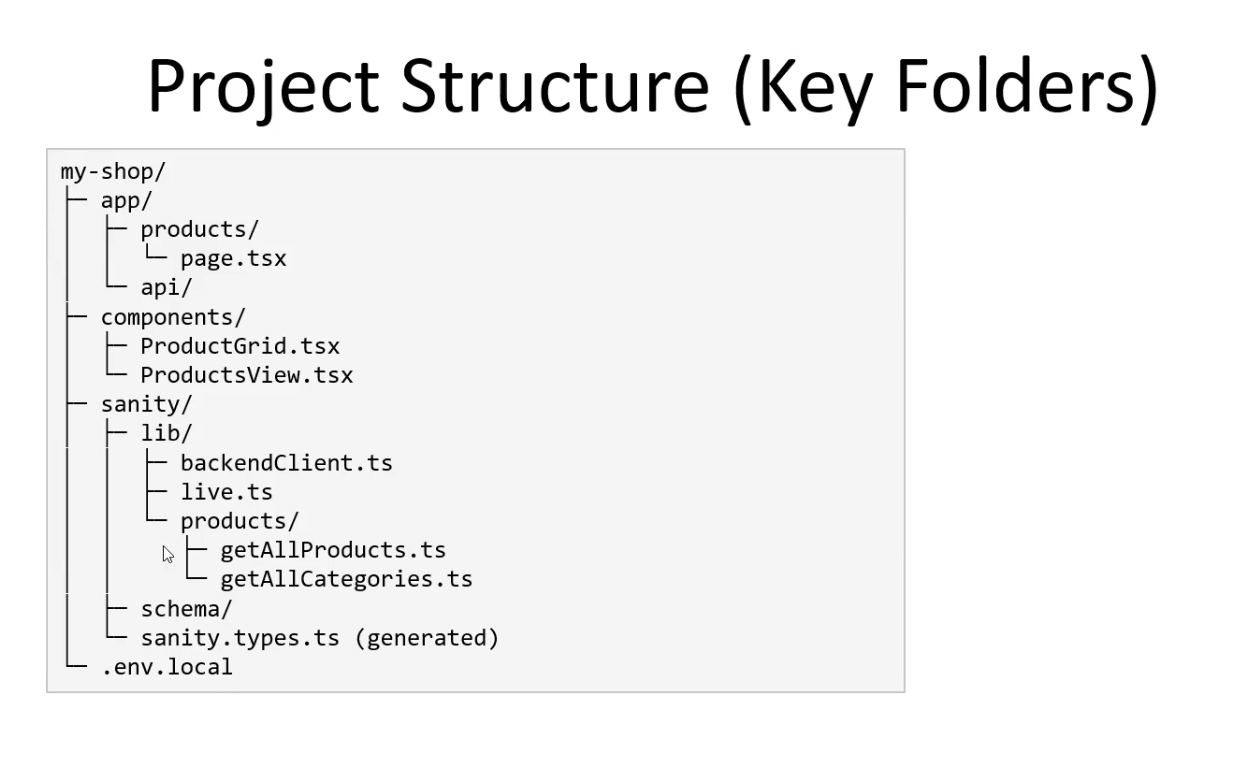 Project Structure (Key Folders)
my-shop/
├─ app/
│  ├─ products/
│  │  └─ page.tsx
│  └─ api/
├─ components/
│  ├─ ProductGrid.tsx
│  └─ ProductsView.tsx
├─ sanity/
│  ├─ lib/
│  │  ├─ backendClient.ts
│  │  ├─ live.ts
│  │  └─ products/
│  │     ├─ getAllProducts.ts
│  │     └─ getAllCategories.ts
│  ├─ schema/
│  └─ sanity.types.ts (generated)
└─ .env.local